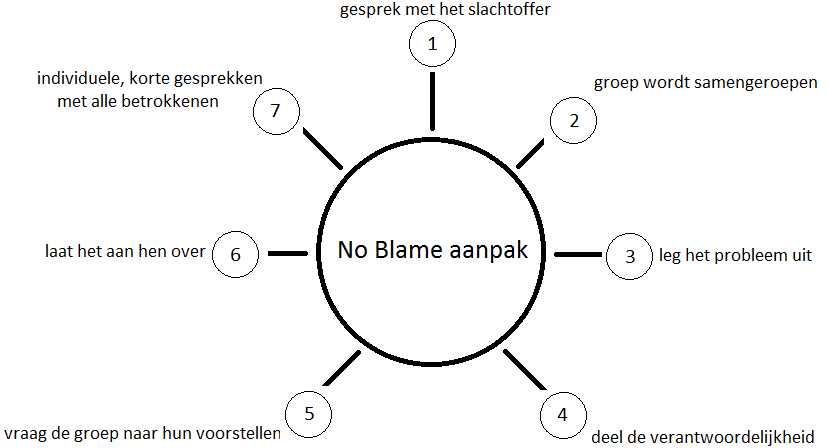 gesprek met het slachtoffer
1
groep wordt samengeroepen
2
leg het probleem uit
3
deel de verantwoordelijkheid
4
vraag de groep naar hun voorstellen
5
laat het aan hen over
6
individuele, korte gesprekken
met alle betrokkenen
7
No Blame aanpak